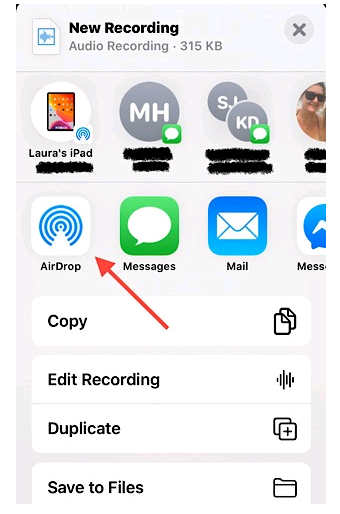 New Recording
Audio Recording · 315 KB
MH
SJ
KD
Laura's iPad
AirDrop
Messages
Mail
Mess
Copy
Edit Recording
Duplicate
Save to Files